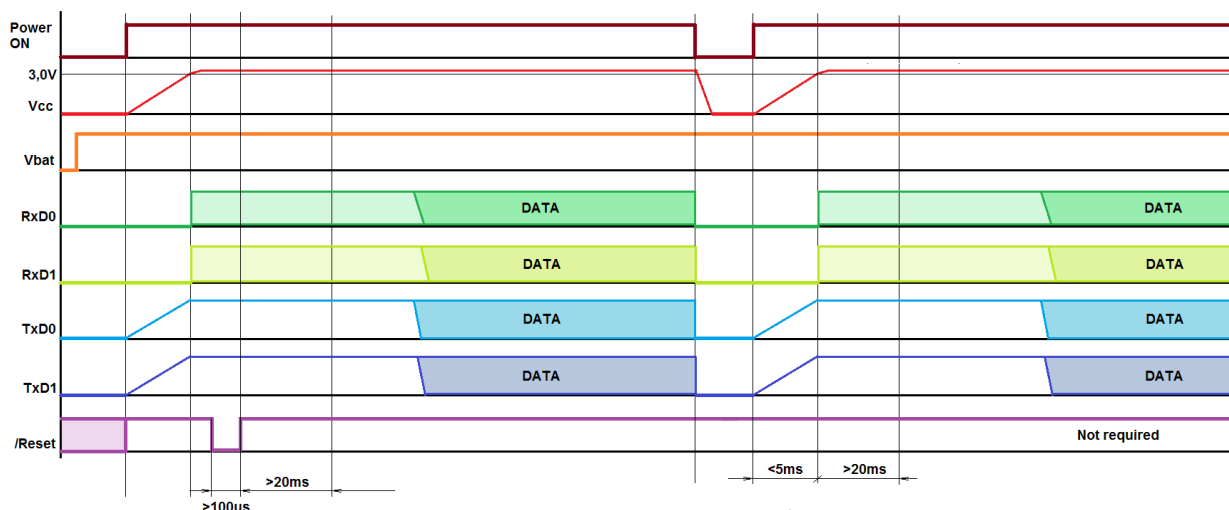 Power
ON
3,0V
Vcc
Vbat
RxD0
DATA
DATA
RxD1
DATA
DATA
TxD0
DATA
DATA
TxD1
DATA
DATA
/Reset
Not required
>20ms
<5ms
>20ms
>100us